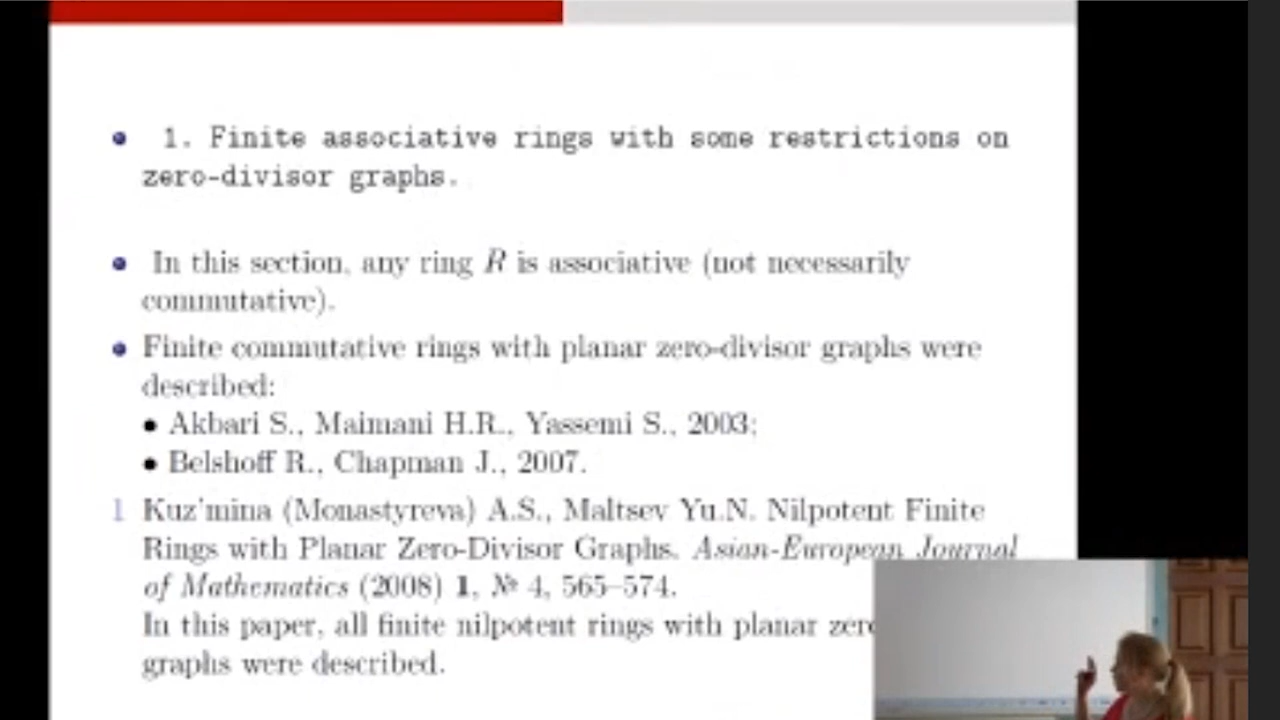 1. Finite associative rings with some restrictions on
zero-divisor graphs.
In this section, any ring R is associative (not necessarily
commutative).
Finite commutative rings with planar zero-divisor graphs were
described:
• Akbari S., Maimani H.R., Yassemi S., 2003;
• Belshoff R., Chapman J., 2007.
1 Kuz'mina (Monastyreva) A.S., Maltsev Yu.N. Nilpotent Finite
Rings with Planar Zero-Divisor Graphs. Asian-European Journal
of Mathematics (2008) 1, № 4, 565–574.
In this paper, all finite nilpotent rings with planar
graphs were described.